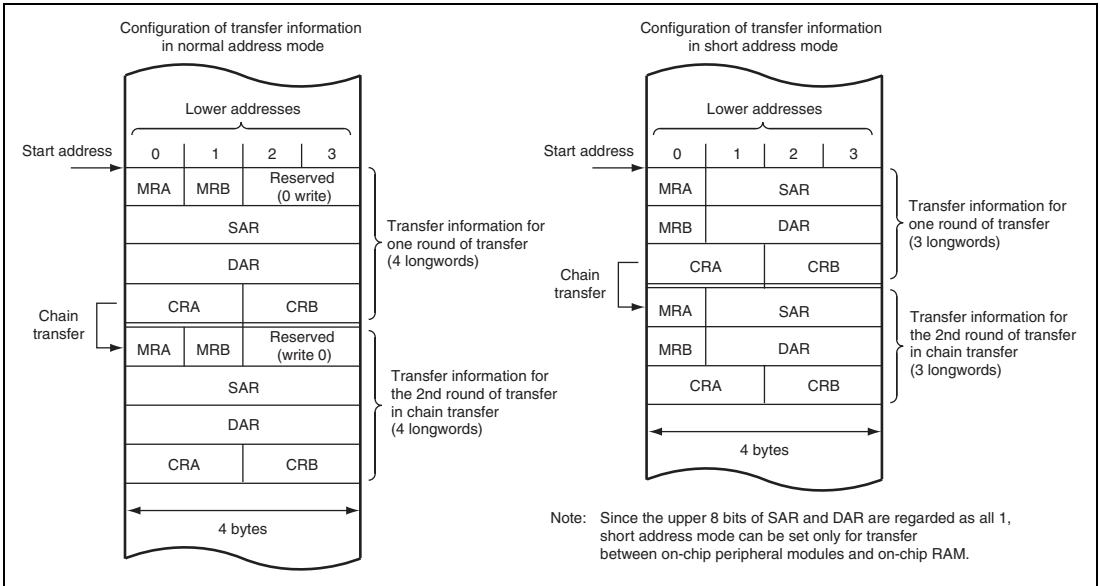 Configuration of transfer information
in normal address mode
Lower addresses
Start address
0 1 2 3
MRA MRB Reserved
(0 write)
SAR
DAR
CRA CRB
Transfer information for
one round of transfer
(4 longwords)
Chain
transfer
MRA MRB Reserved
(write 0)
SAR
DAR
CRA CRB
Transfer information for
the 2nd round of transfer
in chain transfer
(4 longwords)
4 bytes
Configuration of transfer information
in short address mode
Lower addresses
Start address
0 1 2 3
MRA SAR
MRB DAR
CRA CRB
Transfer information for
one round of transfer
(3 longwords)
Chain
transfer
MRA SAR
MRB DAR
CRA CRB
Transfer information for
the 2nd round of transfer
in chain transfer
(3 longwords)
4 bytes
Note: Since the upper 8 bits of SAR and DAR are regarded as all 1,
short address mode can be set only for transfer
between on-chip peripheral modules and on-chip RAM.